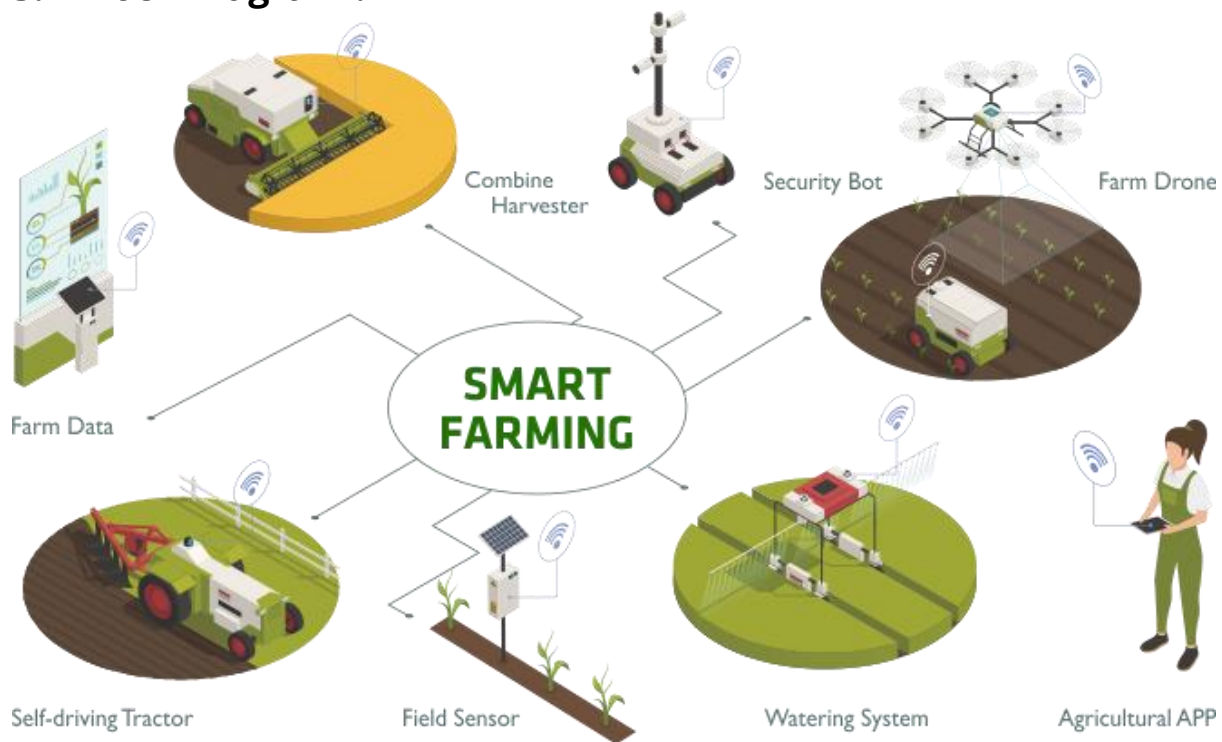 Combine
Harvester
Security Bot
Farm Drone
SMART
FARMING
Farm Data
Self-driving Tractor
Field Sensor
Watering System
Agricultural APP